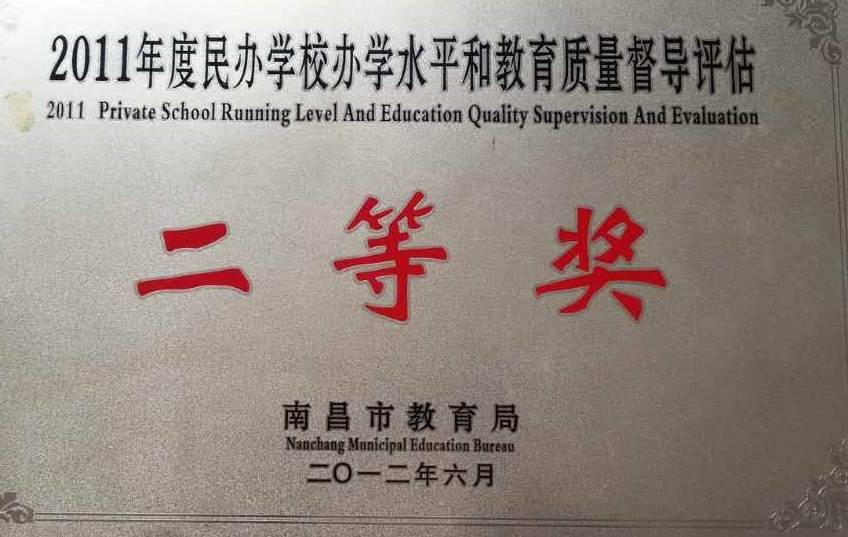 2011年度民办学校办学水平和教育质量督导评估
2011 Private School Running Level And Education Quality Supervision And Evaluation
二等奖
南昌市教育局
Nanchang Municipal Education Bureau
二〇一二年六月